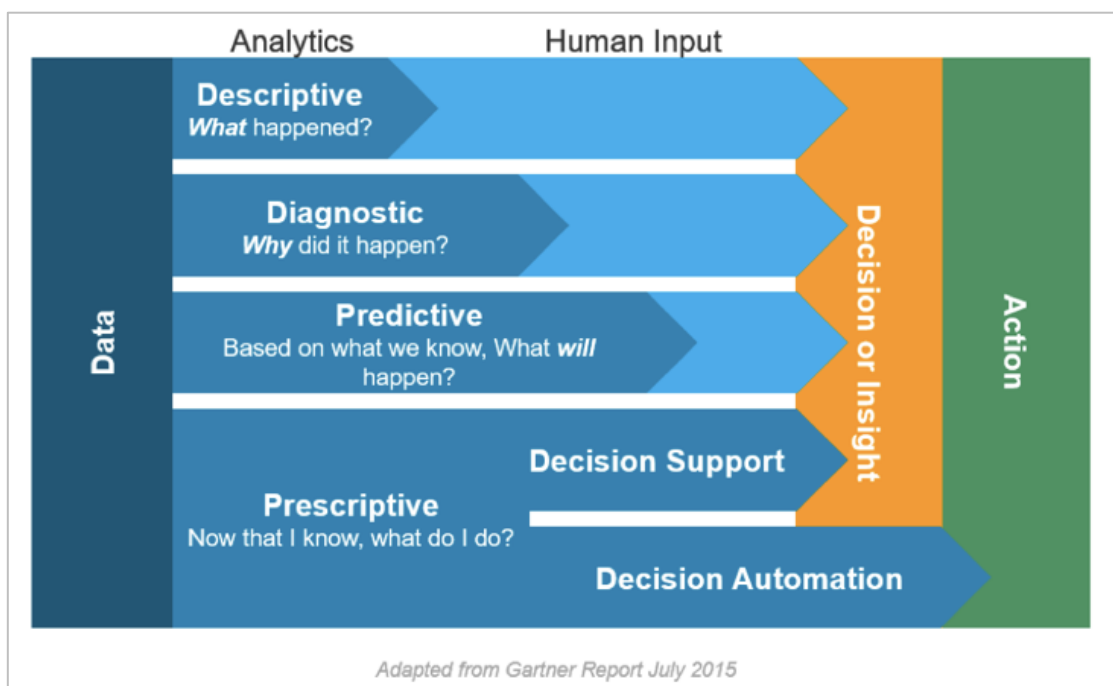 Analytics
Human Input
Data
Descriptive
What happened?
Diagnostic
Why did it happen?
Predictive
Based on what we know, What will
happen?
Prescriptive
Now that I know, what do I do?
Decision Support
Decision Automation
Decision or Insight
Action
Adapted from Gartner Report July 2015